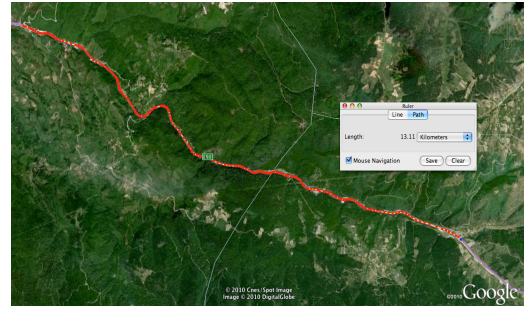 Ruler
Line Path
Length: 13.11 Kilometers
Mouse Navigation Save Clear
© 2010 Cnes/Spot Image
Image © 2010 DigitalGlobe
©2010 Google